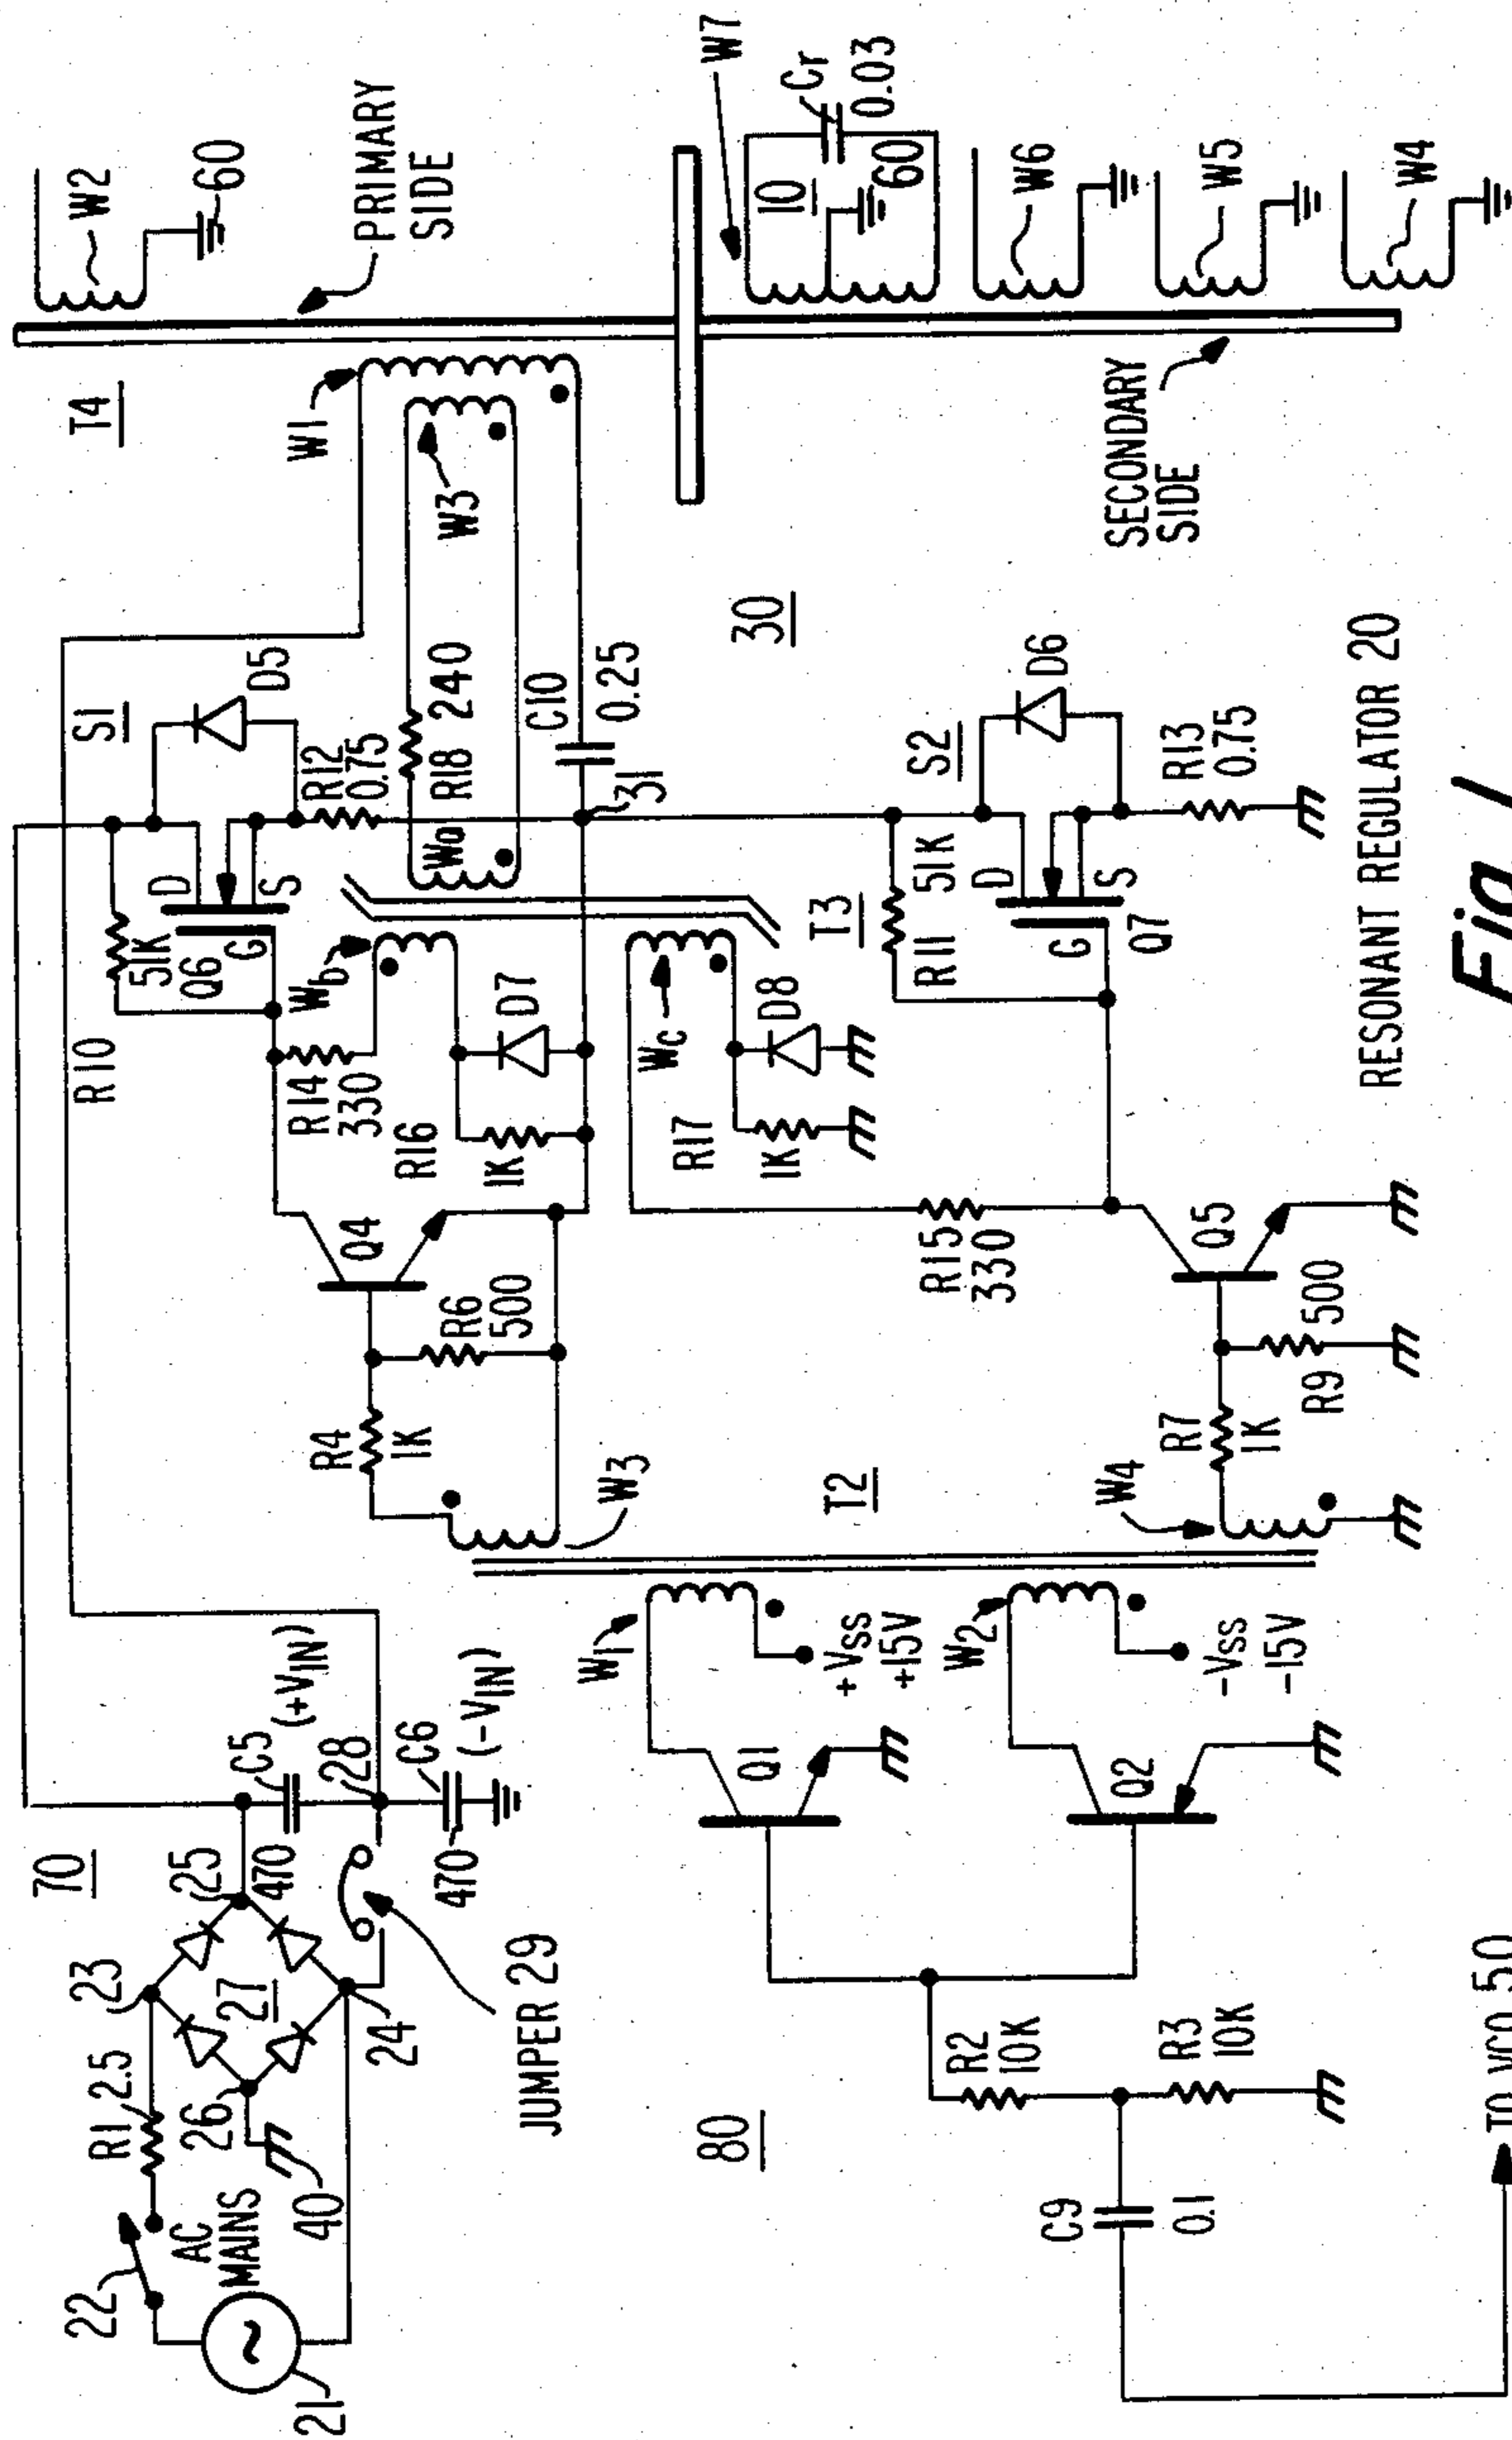 70
22
R1 2.5
23
25
AC
MAINS
21
40
26
27
24
470
C5
(+VIN)
28
C6
(-VIN)
470
JUMPER 29
80
R2
10K
R3
10K
C9
0.1
TO VCO 50
Q1
Q2
W1
+VSS
+15V
W2
-VSS
-15V
T2
W3
W4
R4
1K
R6
500
Q4
R7
1K
R9
500
Q5
R10
51K
Q6
G
D
S
S1
D5
R12
0.75
R14
330
R16
1K
D7
Wb
Wa
R18 240
C10
0.25
31
R17
1K
D8
Wc
T3
R15
330
R11
51K
G
D
S
Q7
S2
D6
R13
0.75
30
T4
W1
W3
W2
60
PRIMARY
SIDE
W7
10
Cr
0.03
60
W6
W5
W4
SECONDARY
SIDE
RESONANT REGULATOR 20
Fig. 1